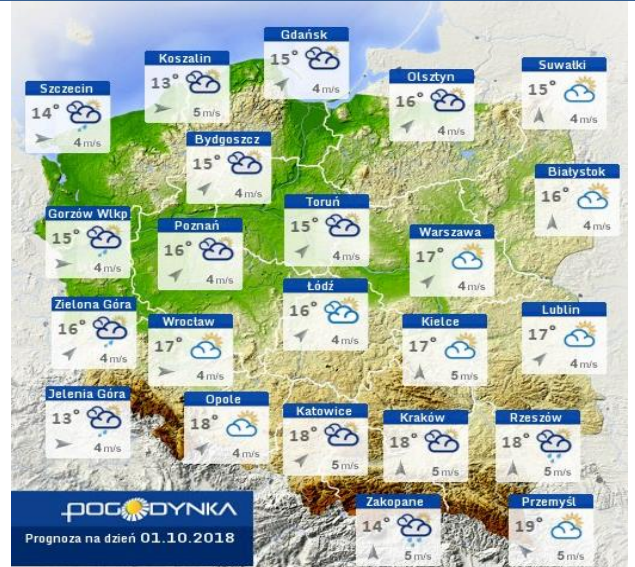 Gdańsk
15°
4 m/s
Koszalin
13°
5 m/s
Suwałki
15°
4 m/s
Olsztyn
16°
4 m/s
Szczecin
14°
4 m/s
Bydgoszcz
15°
4 m/s
Białystok
16°
4 m/s
Toruń
15°
4 m/s
Gorzów Wlkp
15°
4 m/s
Poznań
16°
4 m/s
Warszawa
17°
4 m/s
Łódź
16°
4 m/s
Zielona Góra
16°
4 m/s
Wrocław
17°
4 m/s
Kielce
17°
5 m/s
Lublin
17°
4 m/s
Jelenia Góra
13°
4 m/s
Opole
18°
4 m/s
Katowice
18°
5 m/s
Kraków
18°
5 m/s
Rzeszów
18°
5 m/s
Zakopane
14°
5 m/s
Przemyśl
19°
5 m/s
POGODYNKA
Prognoza na dzień 01.10.2018